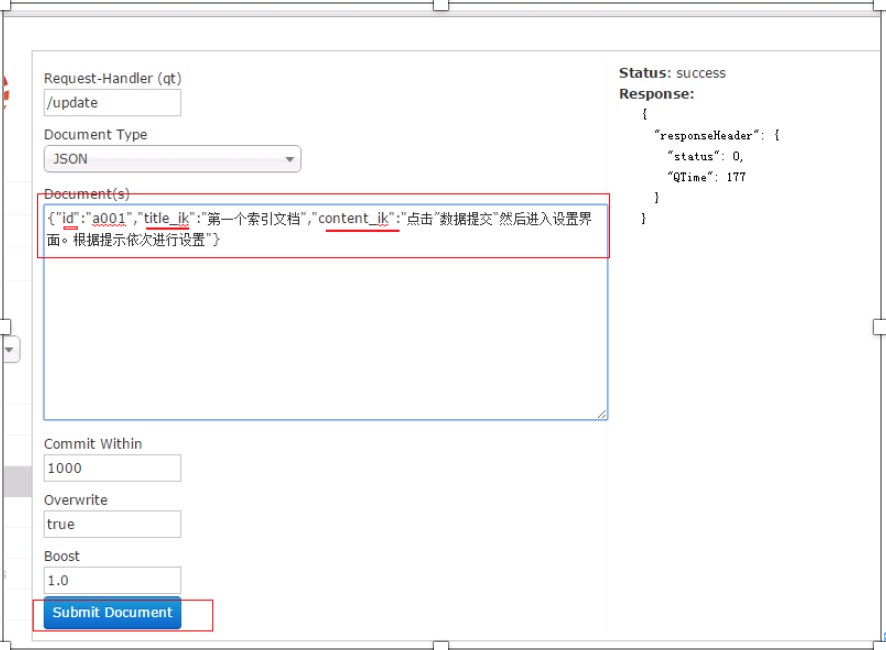 Request-Handler (qt)
/update
Document Type
JSON
Document(s)
{"id":"a001","title_ik":"第一个索引文档","content_ik":"点击“数据提交”然后进入设置界
面。根据提示依次进行设置"}
Commit Within
1000
Overwrite
true
Boost
1.0
Submit Document
Status: success
Response:
{
"responseHeader": {
"status": 0,
"QTime": 177
}
}